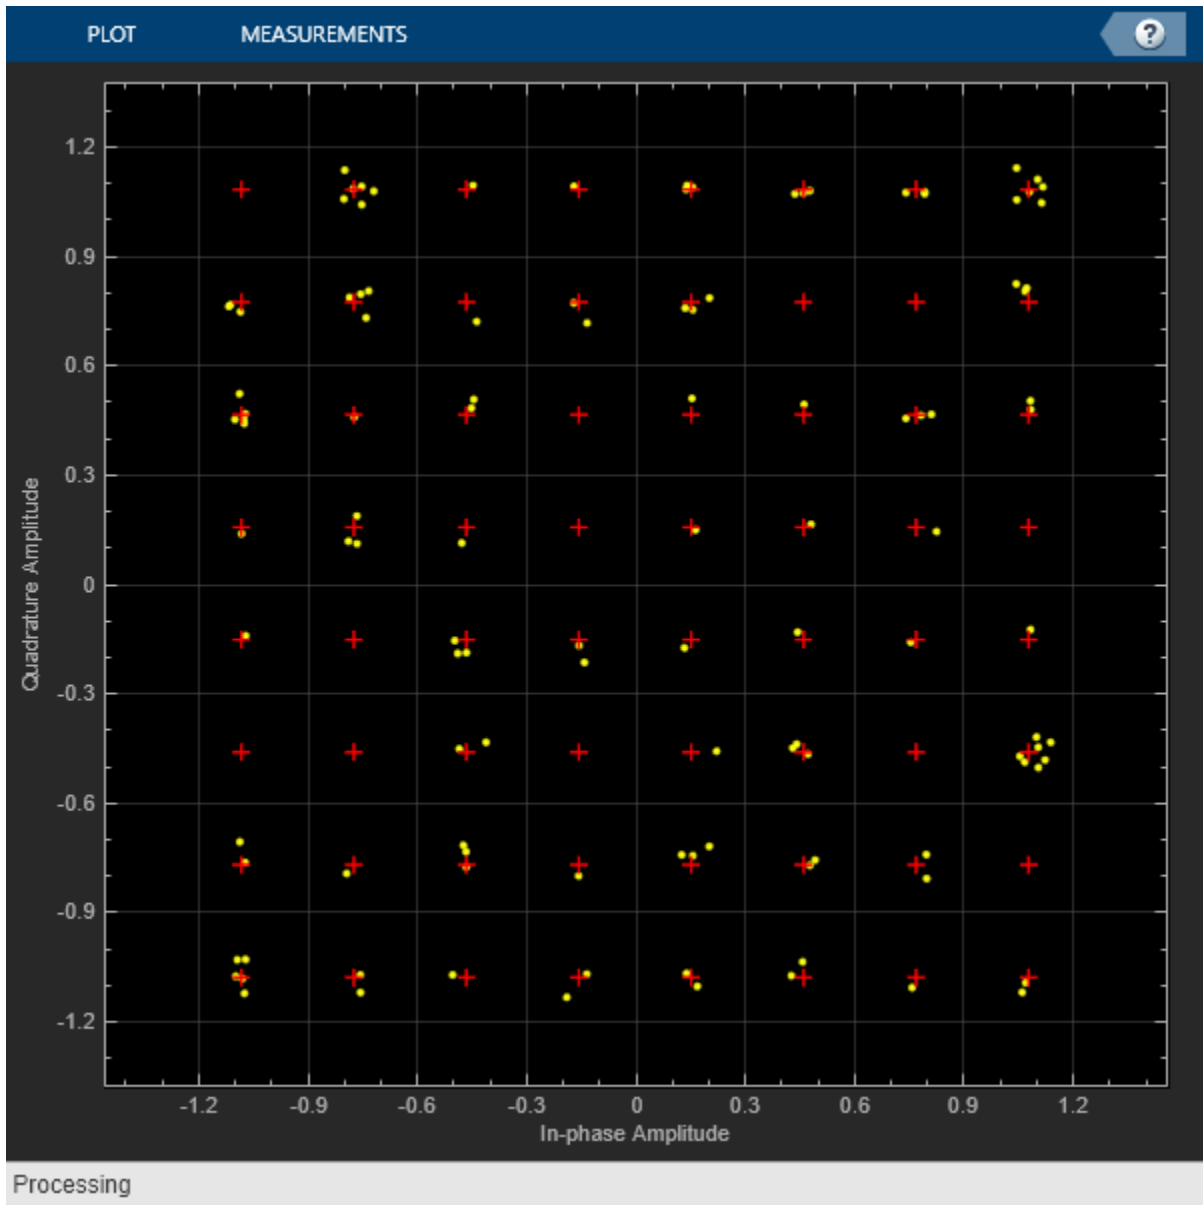 PLOT MEASUREMENTS ?
1.2
0.9
0.6
0.3
0
-0.3
-0.6
-0.9
-1.2
Quadrature Amplitude
-1.2 -0.9 -0.6 -0.3 0 0.3 0.6 0.9 1.2
In-phase Amplitude
Processing